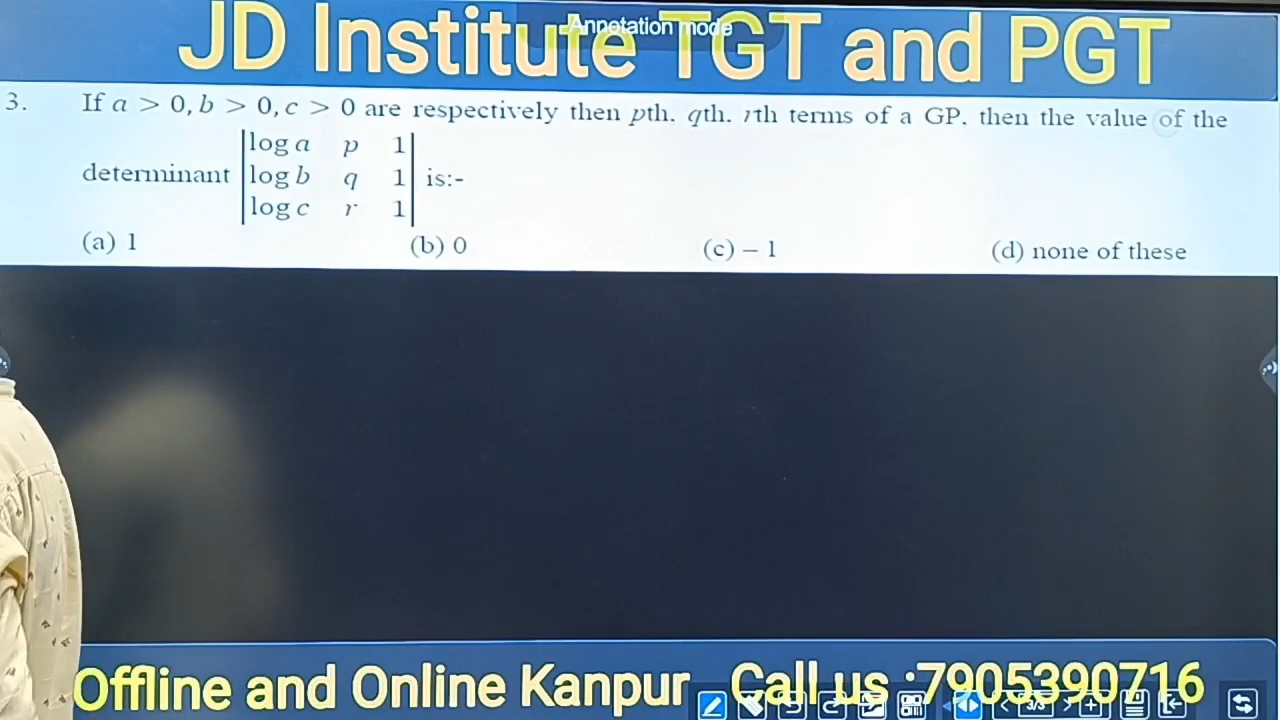 JD Institute TGT and PGT
Annotation mode
3. If a > 0, b > 0, c > 0 are respectively then pth. qth. rth terms of a GP. then the value of the
determinant |log a p 1|
|log b q 1| is:-
|log c r 1|
(a) 1 (b) 0 (c) – 1 (d) none of these
Offline and Online Kanpur Call us :7905390716
3/3